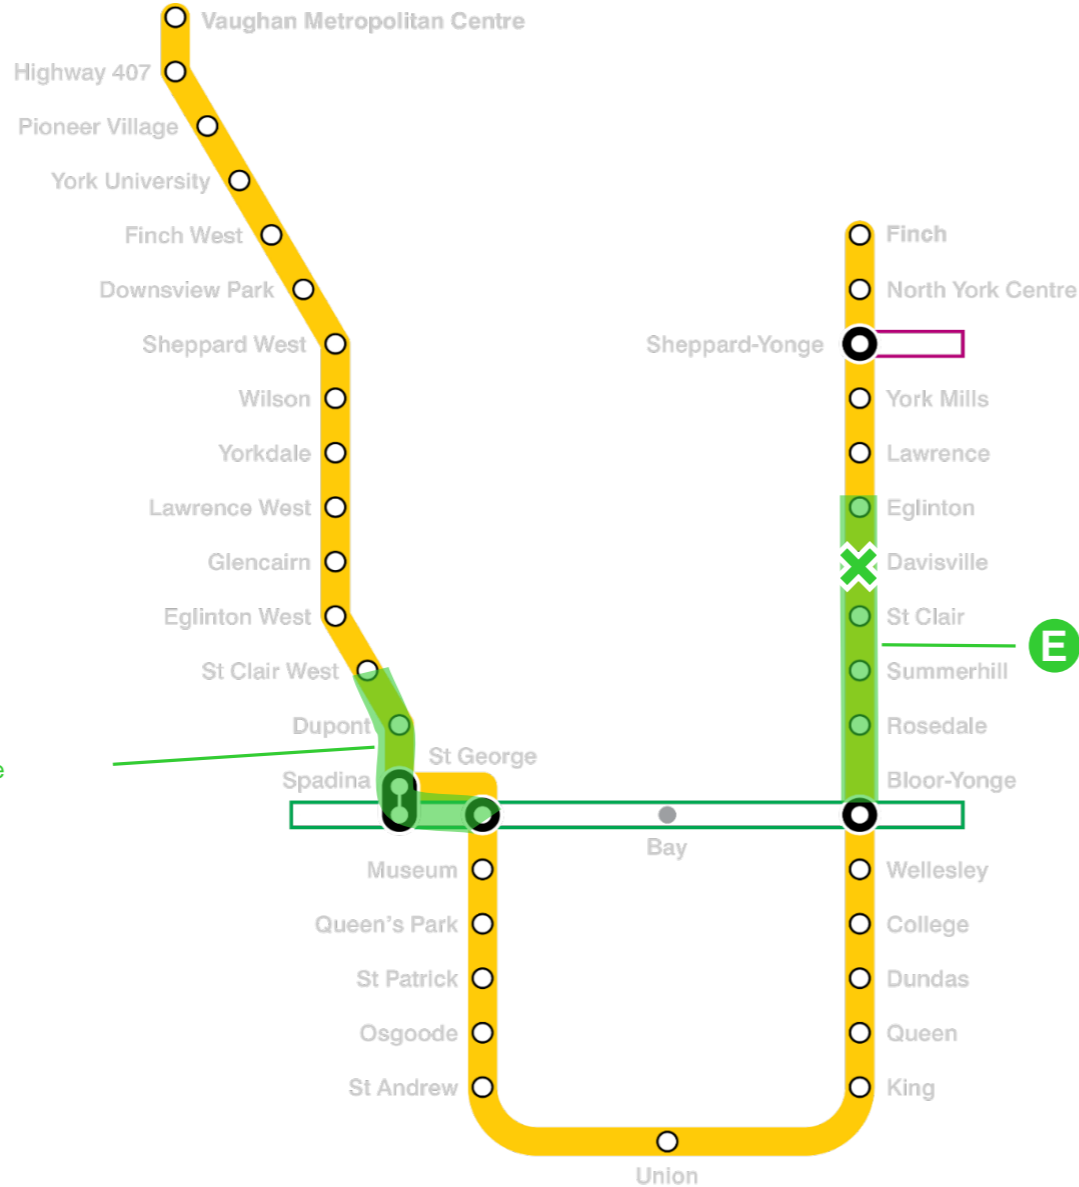 Vaughan Metropolitan Centre
Highway 407
Pioneer Village
York University
Finch West
Downsview Park
Sheppard West
Wilson
Yorkdale
Lawrence West
Glencairn
Eglinton West
St Clair West
Dupont
Spadina
St George
Bay
Museum
Queen's Park
St Patrick
Osgoode
St Andrew
Union
Finch
North York Centre
Sheppard-Yonge
York Mills
Lawrence
Eglinton
Davisville
St Clair
E
Summerhill
Rosedale
Bloor-Yonge
Wellesley
College
Dundas
Queen
King
e